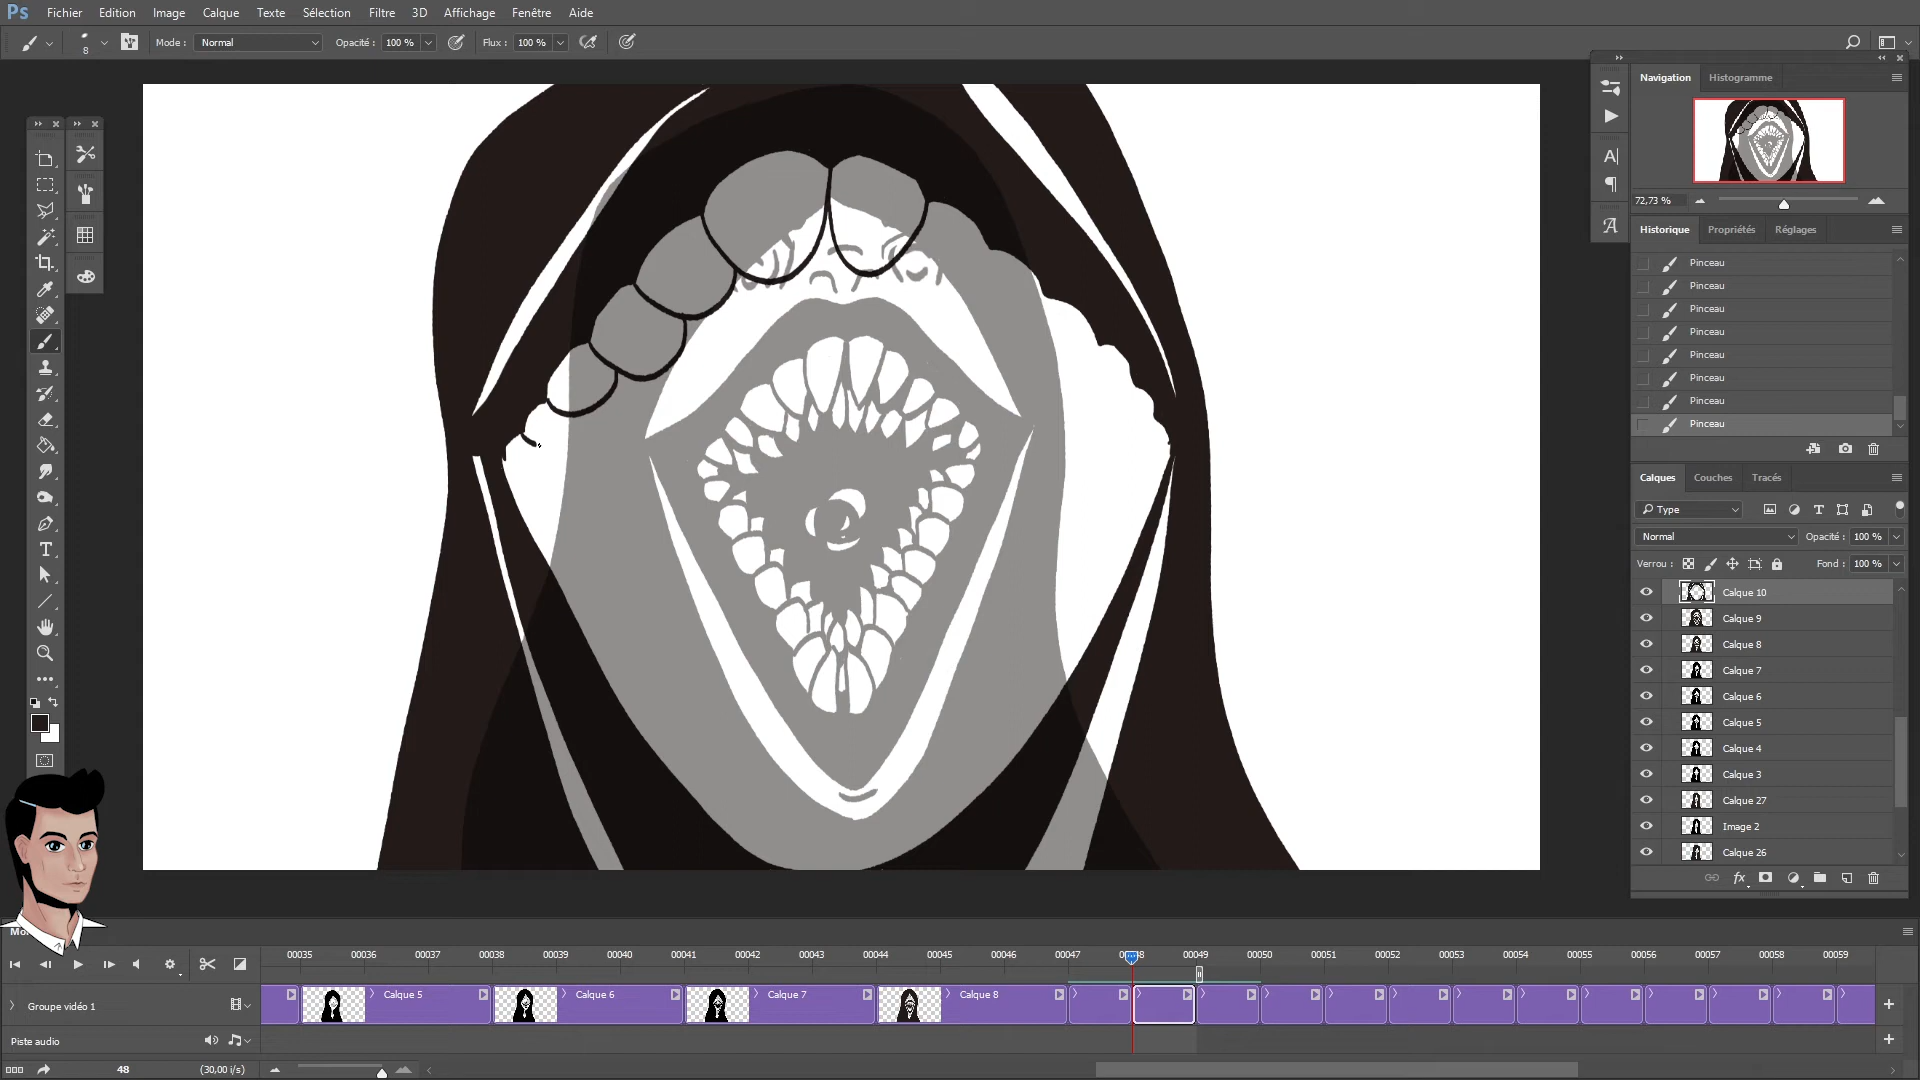 Ps Fichier Edition Image Calque Texte Sélection Filtre 3D Affichage Fenêtre Aide
8 Mode : Normal Opacité : 100 % Flux : 100 %
Navigation Histogramme
72,73 %
Historique Propriétés Réglages
Pinceau
Pinceau
Pinceau
Pinceau
Pinceau
Pinceau
Pinceau
Pinceau
Calques Couches Tracés
Type
Normal Opacité : 100 %
Verrou : Fond : 100 %
Calque 10
Calque 9
Calque 8
Calque 7
Calque 6
Calque 5
Calque 4
Calque 3
Calque 27
Image 2
Calque 26
fx
00035 00036 00037 00038 00039 00040 00041 00042 00043 00044 00045 00046 00047 00049 00050 00051 00052 00053 00054 00055 00056 00057 00058 00059
Groupe vidéo 1 Calque 5 Calque 6 Calque 7 Calque 8
Piste audio
48 (30,00 i/s)